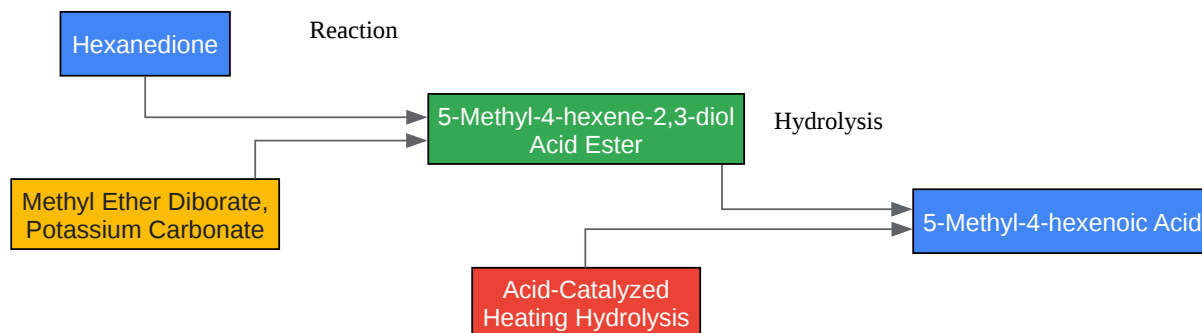 Hexanedione
Reaction
5-Methyl-4-hexene-2,3-diol
Acid Ester
Hydrolysis
Methyl Ether Diborate,
Potassium Carbonate
5-Methyl-4-hexenoic Acid
Acid-Catalyzed
Heating Hydrolysis